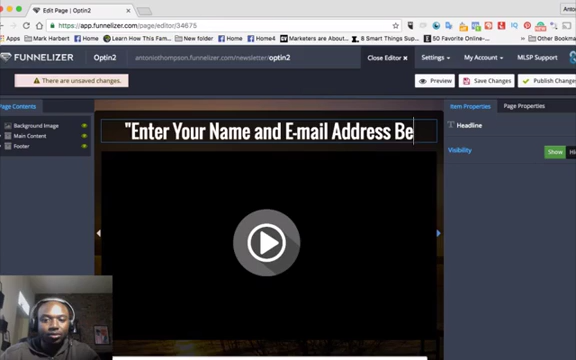 Edit Page | Optin2
https://app.funnelizer.com/page/editor/34675
Apps Mark Harbert Home Learn How This Fam... New folder Home4 Marketers are About... 8 Smart Things Sup... 50 Favorite Online-... Other Bookmar
FUNNELIZER Optin2 antoniothompson.funnelizer.com/newsletter/optin2 Close Editor Settings My Account MLSP Support
There are unsaved changes. Preview Save Changes Publish Chang
Page Contents Item Properties Page Properties
Background Image
Main Content
Footer
Headline
Visibility Show
"Enter Your Name and E-mail Address Be